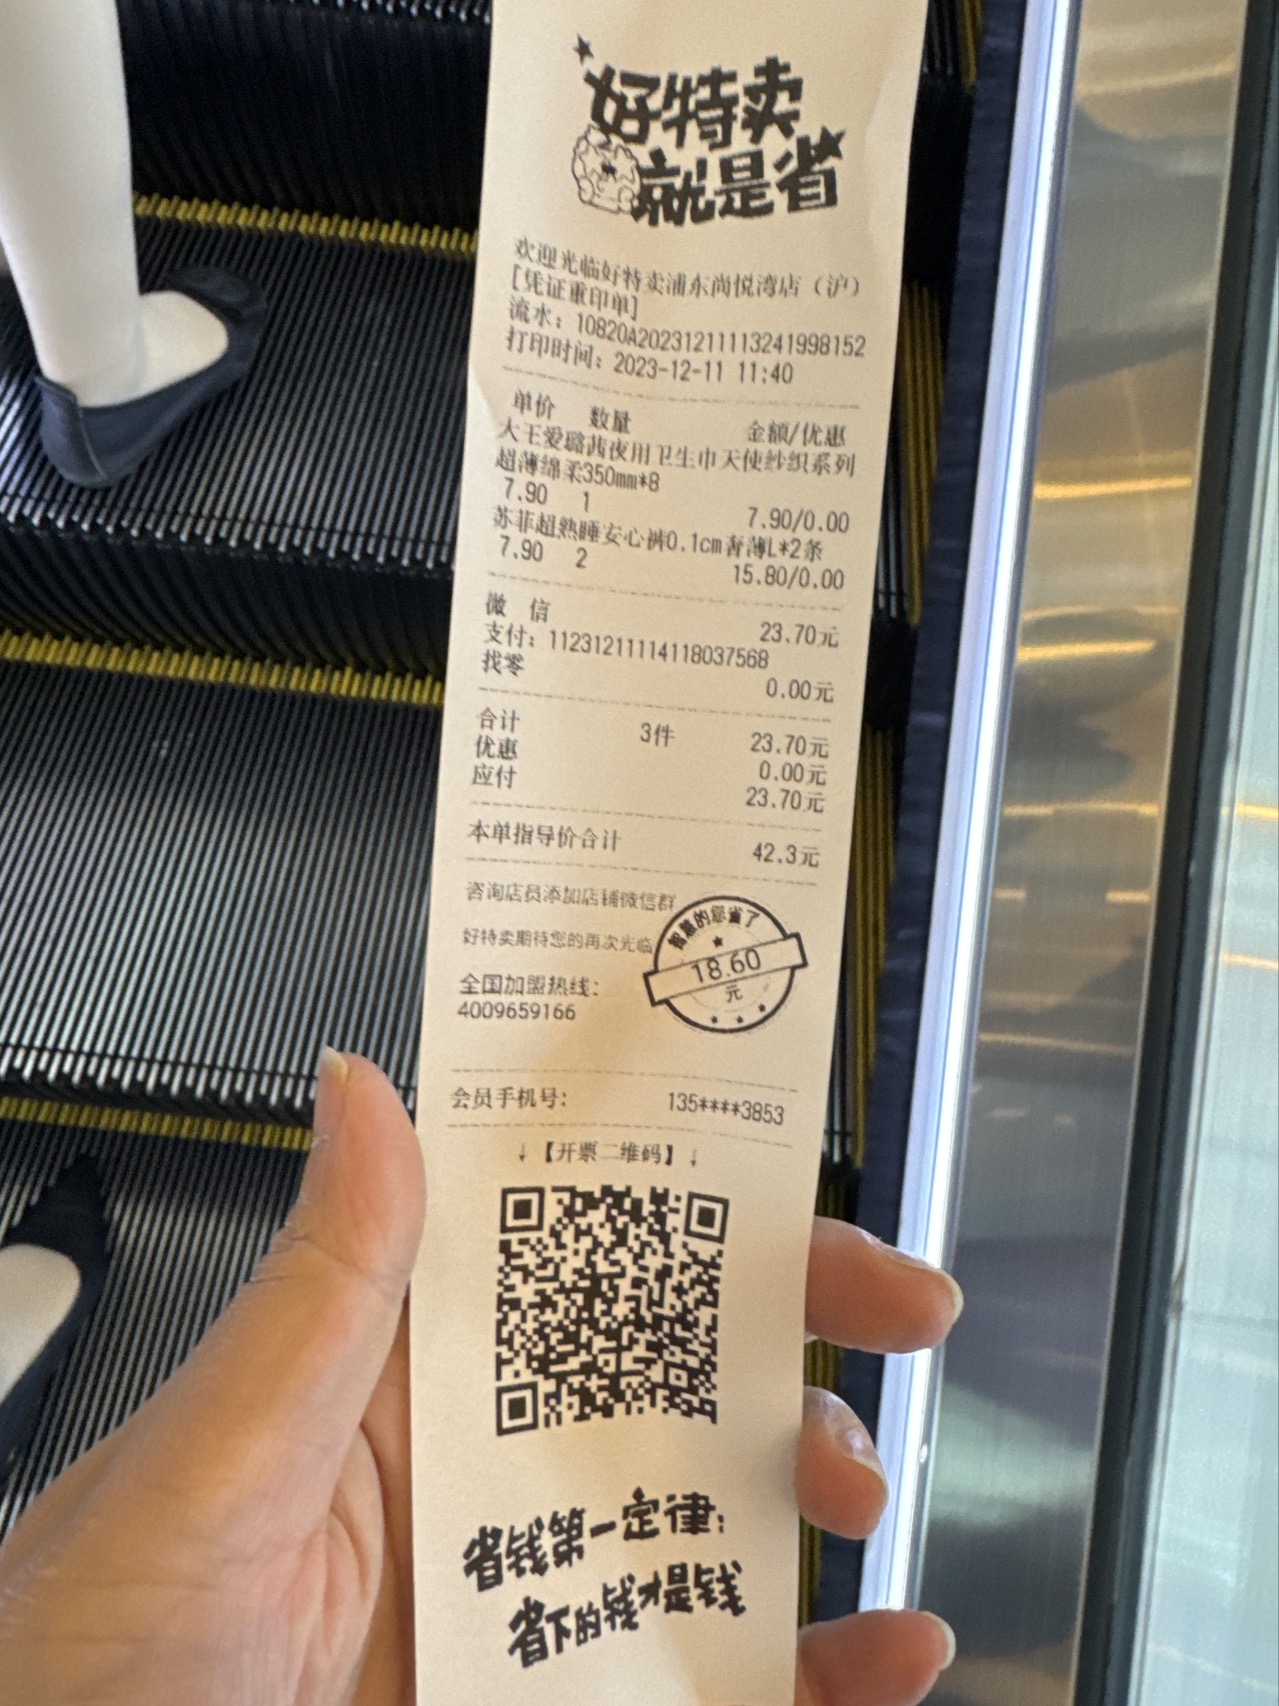 好特卖
就是省
欢迎光临好特卖浦东尚悦湾店（沪）
[凭证重印单]
流水：10820A202312111113241998152
打印时间：2023-12-11 11:40
单价 数量 金额/优惠
大王爱璐茜夜用卫生巾天使纱织系列
超薄绵柔350mm*8
7.90 1 7.90/0.00
苏菲超熟睡安心裤0.1cm奢薄L*2条
7.90 2 15.80/0.00
微 信 23.70元
支付：11231211114118037568
找零 0.00元
合计 3件 23.70元
优惠 0.00元
应付 23.70元
本单指导价合计 42.3元
咨询店员添加店铺微信群
好特卖期待您的再次光临
智慧的您省了
18.60
元
全国加盟热线：
4009659166
会员手机号： 135****3853
↓【开票二维码】↓
省钱第一定律：
省下的钱才是钱